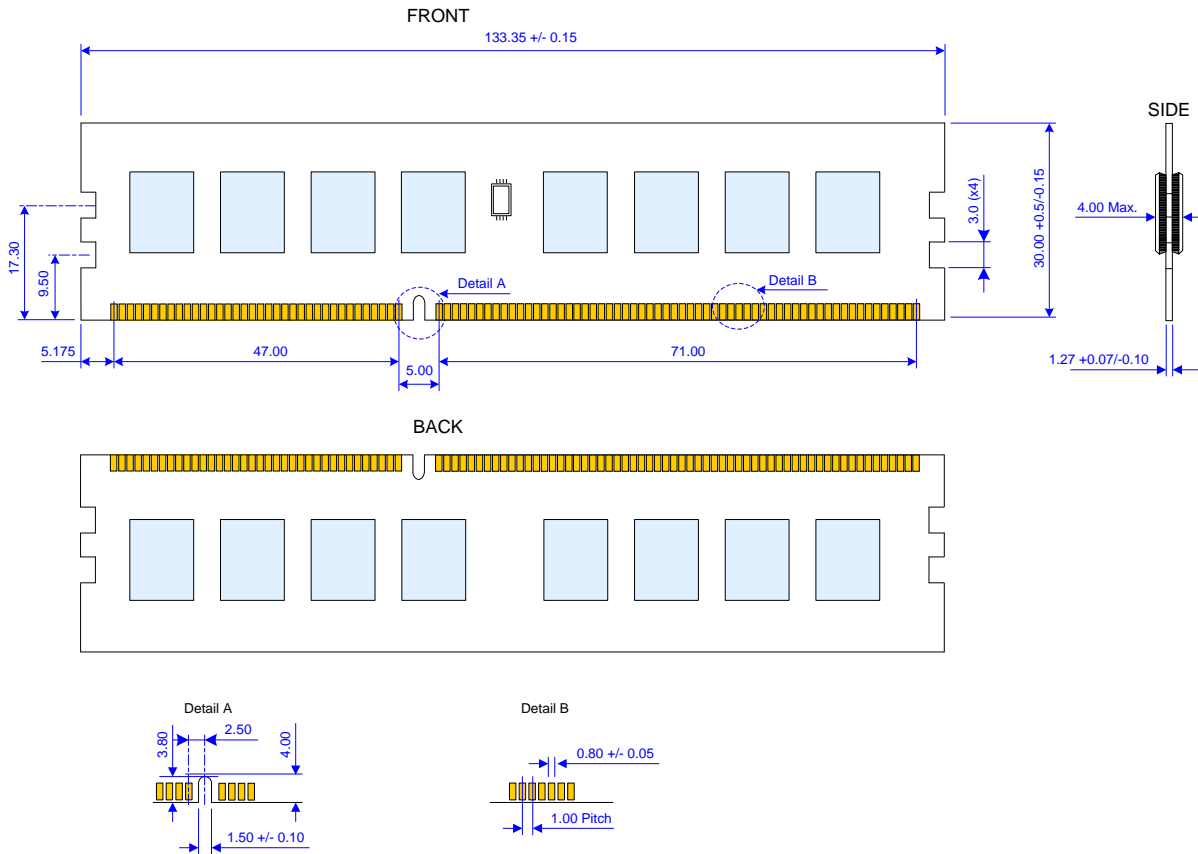 FRONT
133.35 +/- 0.15
SIDE
17.30
9.50
3.0 (x4)
30.00 +0.5/-0.15
4.00 Max.
Detail A
Detail B
5.175
47.00
5.00
71.00
1.27 +0.07/-0.10
BACK
Detail A
3.80
2.50
4.00
1.50 +/- 0.10
Detail B
0.80 +/- 0.05
1.00 Pitch